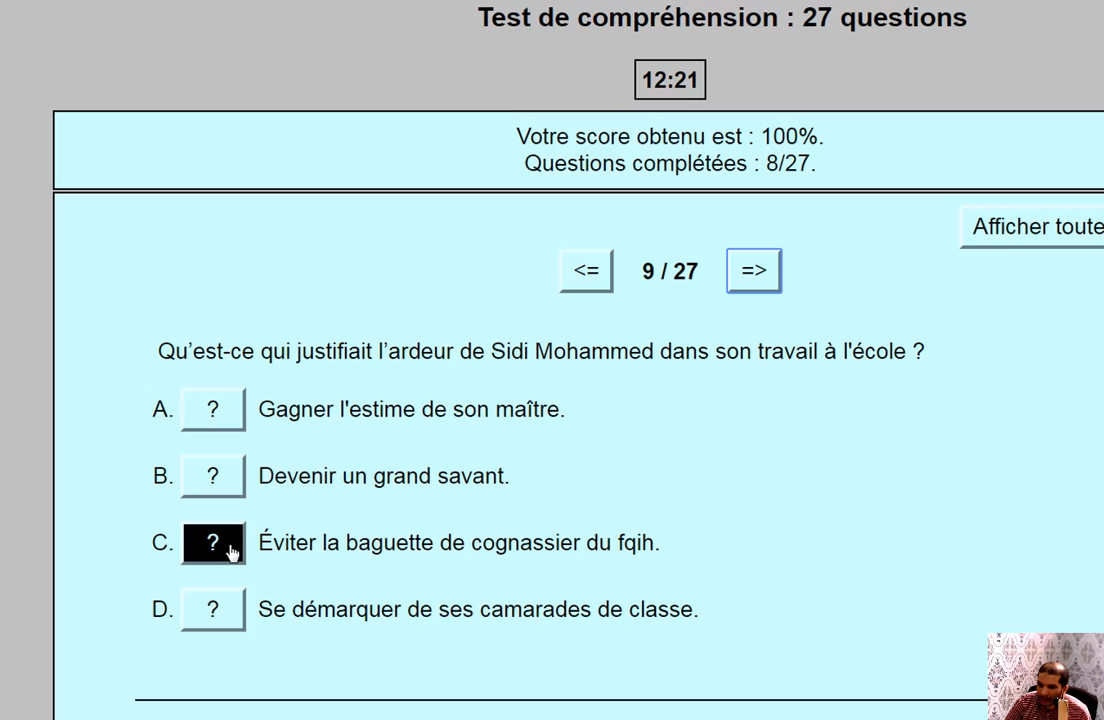 Test de compréhension : 27 questions
12:21
Votre score obtenu est : 100%.
Questions complétées : 8/27.
Afficher toute
<= 9 / 27 =>
Qu’est-ce qui justifiait l’ardeur de Sidi Mohammed dans son travail à l'école ?
A. ? Gagner l'estime de son maître.
B. ? Devenir un grand savant.
C. ? Éviter la baguette de cognassier du fqih.
D. ? Se démarquer de ses camarades de classe.